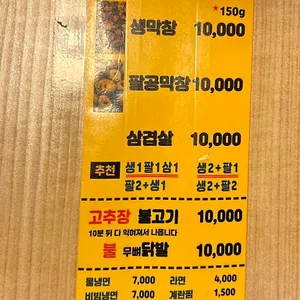 *150g
생막창 10,000
팔공막창 10,000
삼겹살 10,000
추천 생1팔1삼1 생2+팔1
팔2+생1 생2+팔2
고추장 불고기 10,000
10분 뒤 다 익혀져서 나옵니다
불 무뼈닭발 10,000
물냉면 7,000 라면 4,000
비빔냉면 7,000 계란찜 1,500